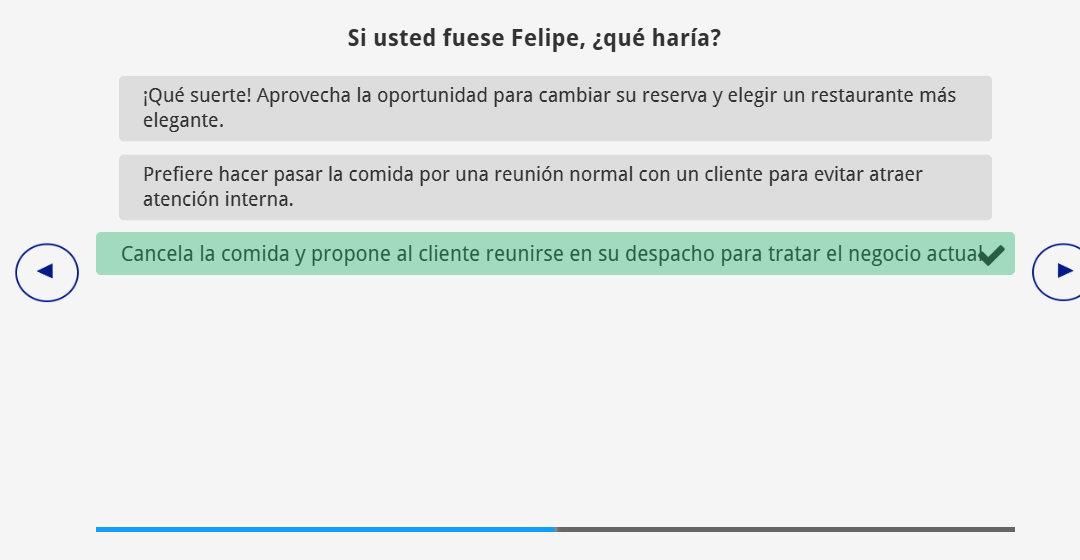 Si usted fuese Felipe, ¿qué haría?
¡Qué suerte! Aprovecha la oportunidad para cambiar su reserva y elegir un restaurante más
elegante.
Prefiere hacer pasar la comida por una reunión normal con un cliente para evitar atraer
atención interna.
Cancela la comida y propone al cliente reunirse en su despacho para tratar el negocio actual